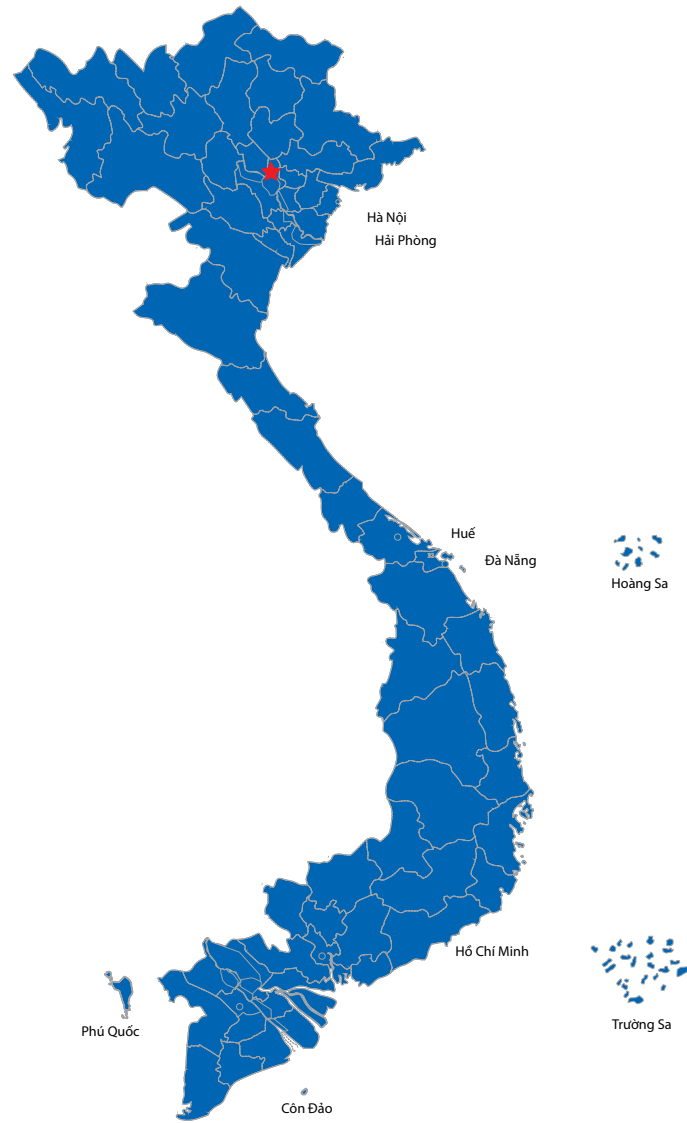 Hà Nội
Hải Phòng
Huế
Đà Nẵng
Hoàng Sa
Hồ Chí Minh
Trường Sa
Phú Quốc
Côn Đảo